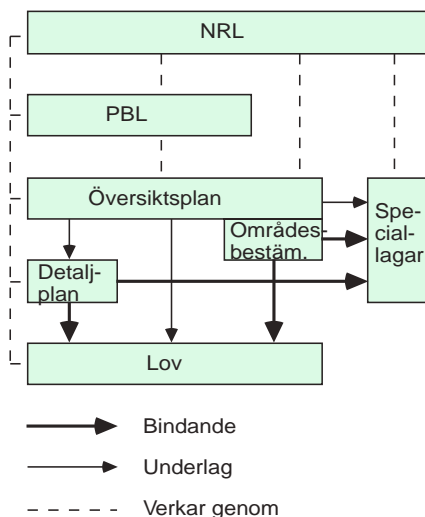 NRL
PBL
Översiktsplan
Områdes-
bestäm.
Spe-
cial-
lagar
Detalj-
plan
Lov
Bindande
Underlag
Verkar genom